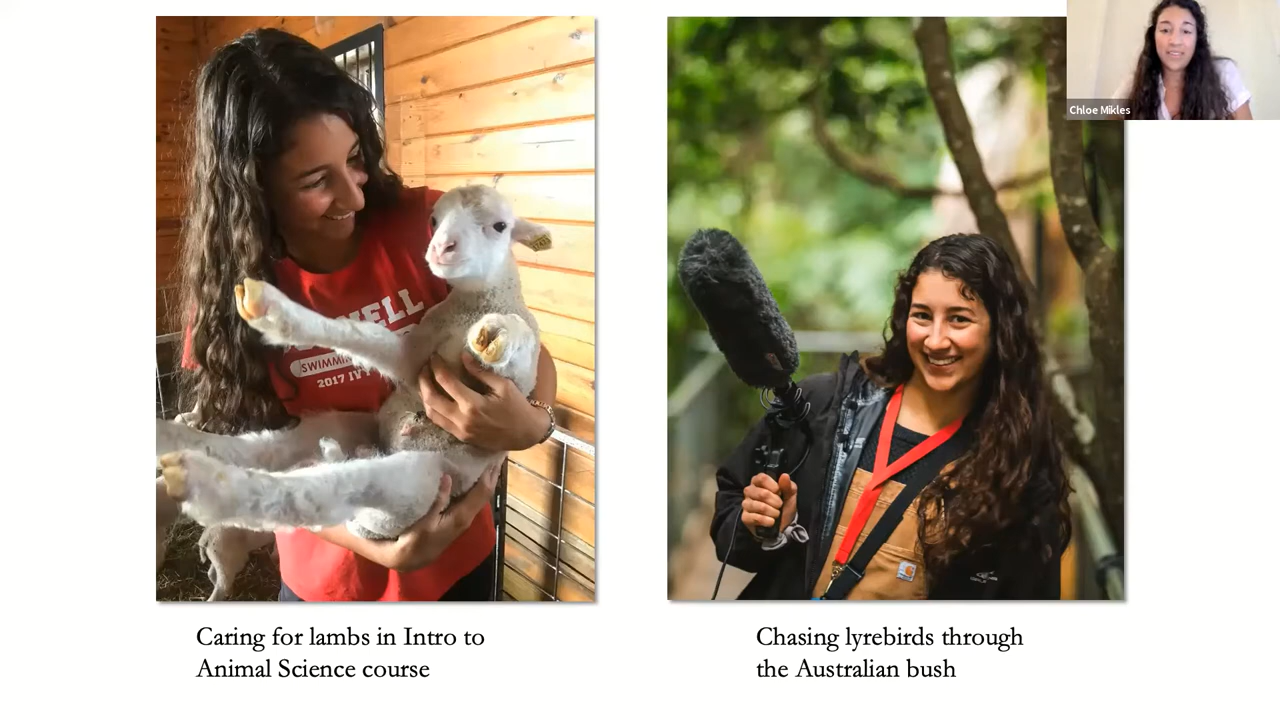 Chloe Mikles
2017 IV
Caring for lambs in Intro to
Animal Science course
Chasing lyrebirds through
the Australian bush